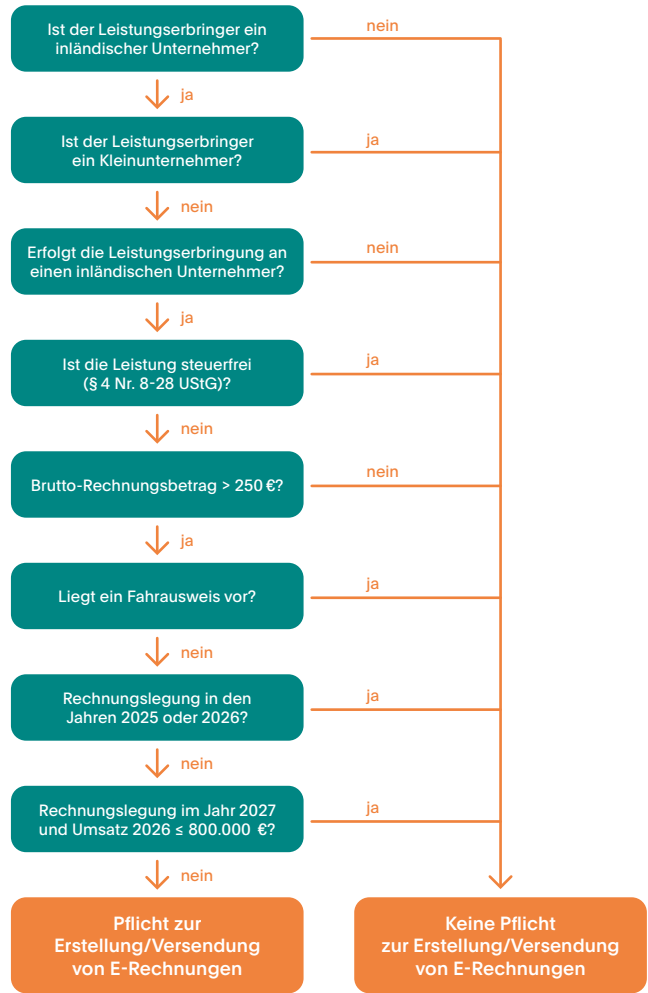 Ist der Leistungserbringer ein
inländischer Unternehmer?
nein
ja
Ist der Leistungserbringer
ein Kleinunternehmer?
ja
nein
Erfolgt die Leistungserbringung an
einen inländischen Unternehmer?
nein
ja
Ist die Leistung steuerfrei
(§ 4 Nr. 8-28 UStG)?
ja
nein
Brutto-Rechnungsbetrag > 250 €?
nein
ja
Liegt ein Fahrausweis vor?
ja
nein
Rechnungslegung in den
Jahren 2025 oder 2026?
ja
nein
Rechnungslegung im Jahr 2027
und Umsatz 2026 ≤ 800.000 €?
ja
nein
Pflicht zur
Erstellung/Versendung
von E-Rechnungen
Keine Pflicht
zur Erstellung/Versendung
von E-Rechnungen